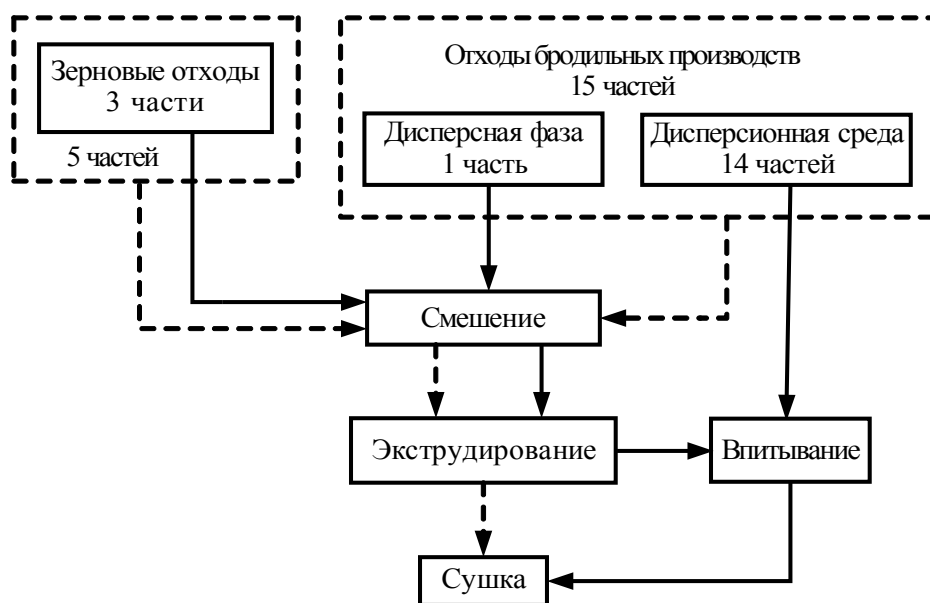 Зерновые отходы
3 части
5 частей
Отходы бродильных производств
15 частей
Дисперсная фаза
1 часть
Дисперсионная среда
14 частей
Смешение
Экструдирование
Впитывание
Сушка